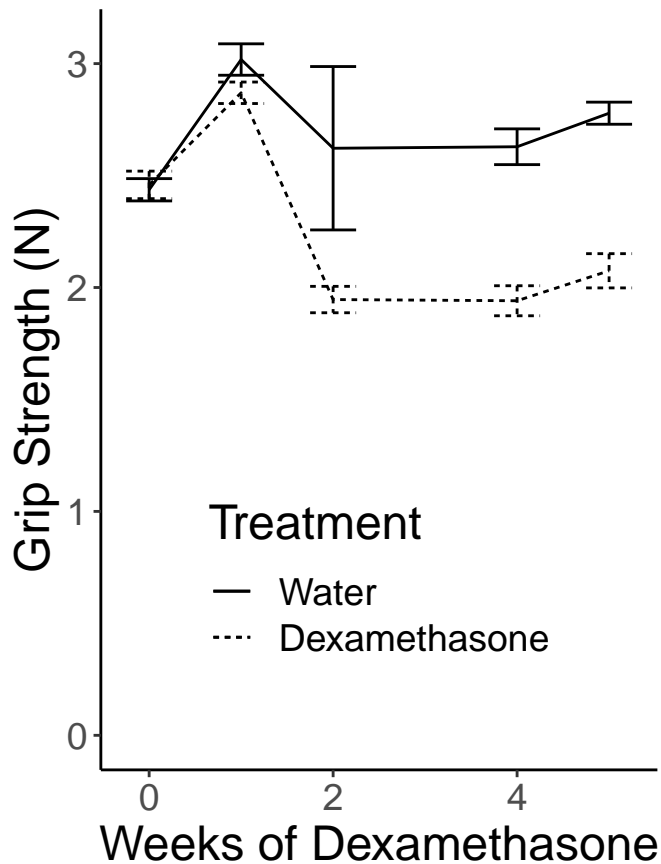 3
2
1
0
Grip Strength (N)
Treatment
Water
Dexamethasone
0 2 4
Weeks of Dexamethasone